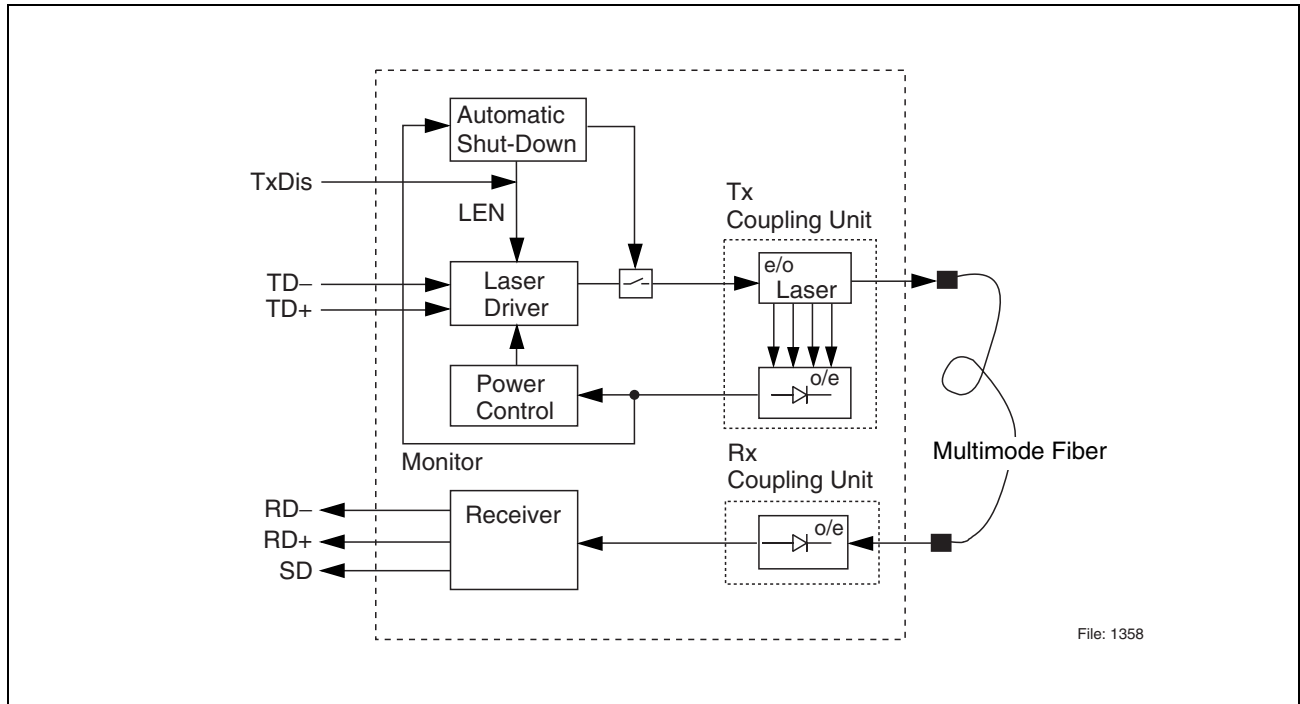 Automatic
Shut-Down
TxDis
LEN
Tx
Coupling Unit
TD–
TD+
Laser
Driver
e/o
Laser
Power
Control
o/e
Monitor
Multimode Fiber
Rx
Coupling Unit
RD–
RD+
SD
Receiver
o/e
File: 1358